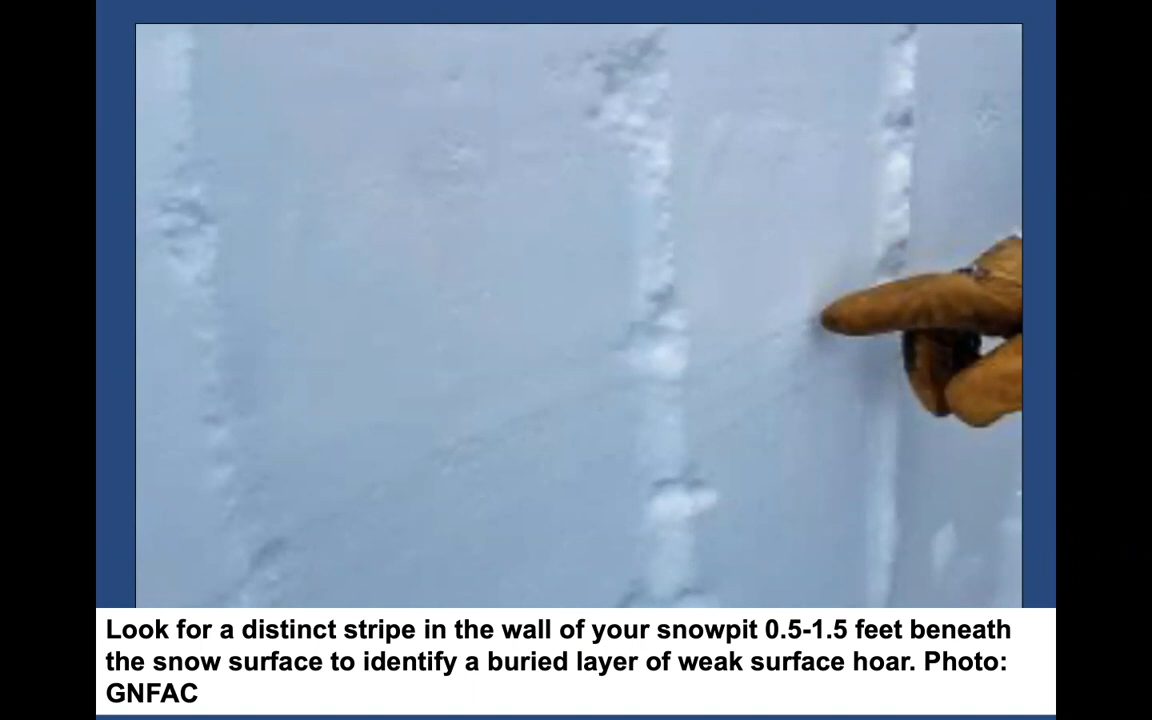 Look for a distinct stripe in the wall of your snowpit 0.5-1.5 feet beneath
the snow surface to identify a buried layer of weak surface hoar. Photo:
GNFAC